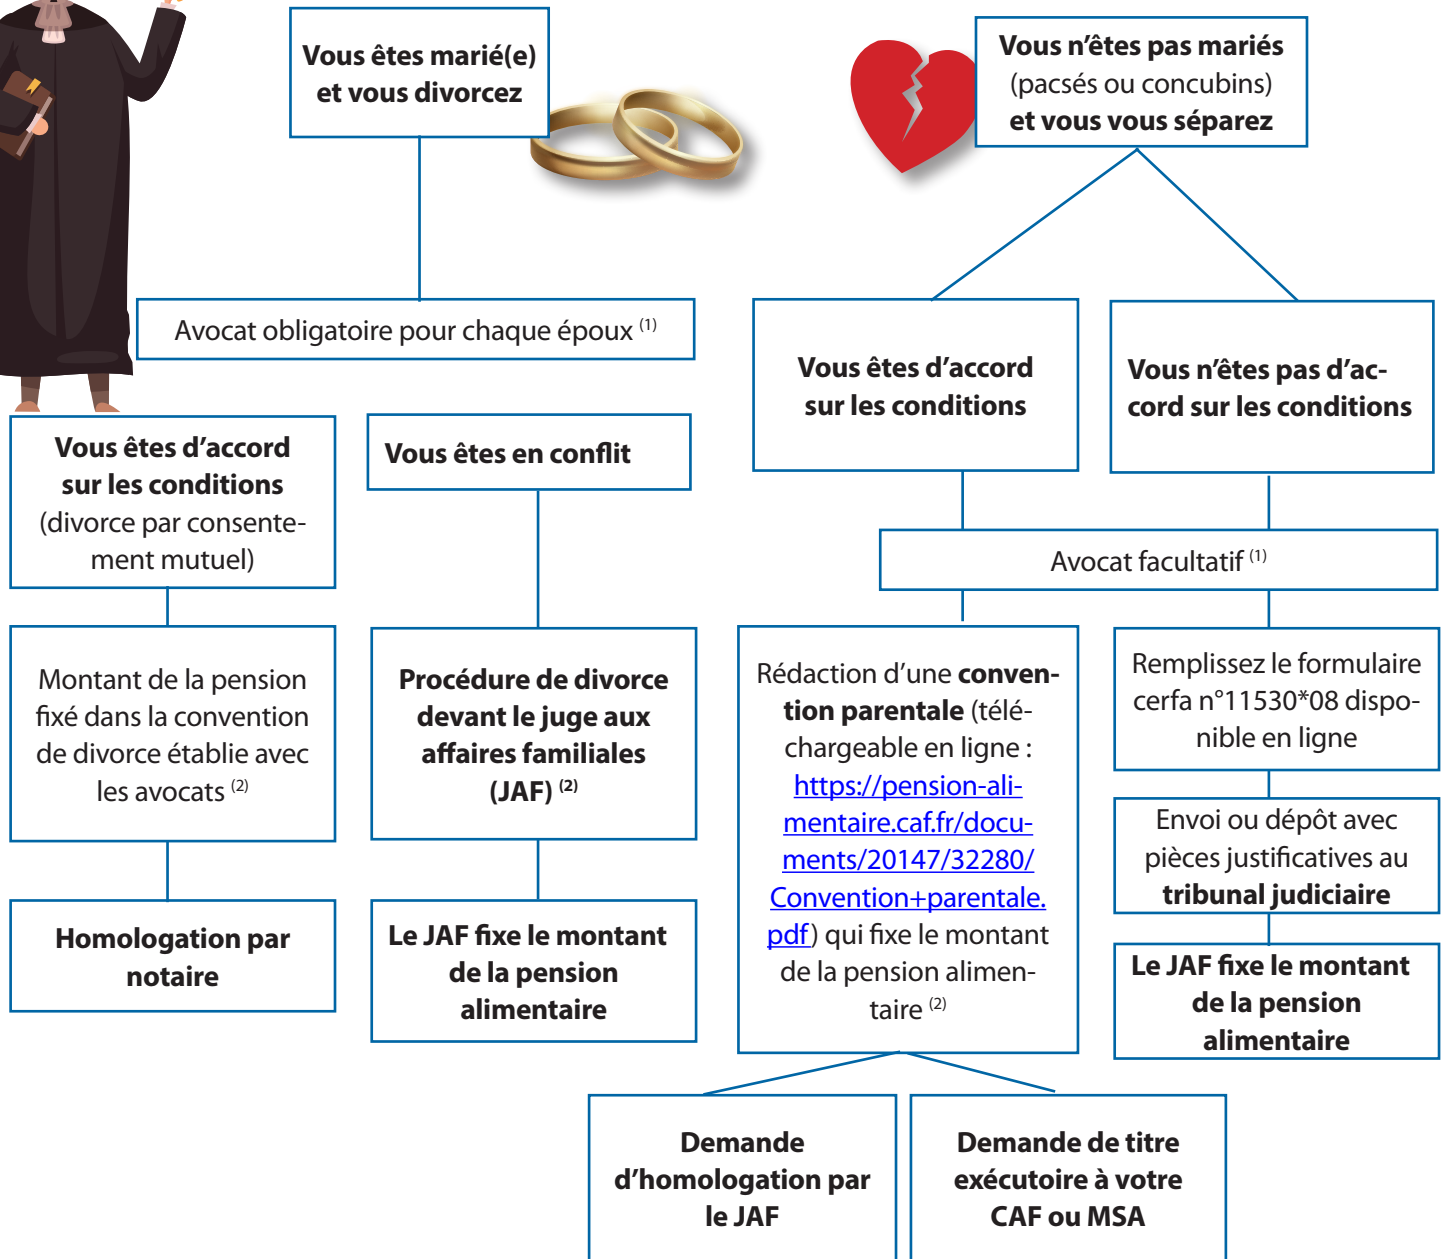 Vous êtes marié(e)
et vous divorcez
Vous n'êtes pas mariés
(pacsés ou concubins)
et vous vous séparez
Avocat obligatoire pour chaque époux (1)
Vous êtes d'accord
sur les conditions
(divorce par consente-
ment mutuel)
Vous êtes en conflit
Vous êtes d'accord
sur les conditions
Vous n'êtes pas d'ac-
cord sur les conditions
Avocat facultatif (1)
Montant de la pension
fixé dans la convention
de divorce établie avec
les avocats (2)
Procédure de divorce
devant le juge aux
affaires familiales
(JAF) (2)
Rédaction d'une conven-
tion parentale (télé-
chargeable en ligne :
https://pension-ali-
mentaire.caf.fr/docu-
ments/20147/32280/
Convention+parentale.
pdf) qui fixe le montant
de la pension alimen-
taire (2)
Remplissez le formulaire
cerfa n°11530*08 dispo-
nible en ligne
Envoi ou dépôt avec
pièces justificatives au
tribunal judiciaire
Homologation par
notaire
Le JAF fixe le montant
de la pension
alimentaire
Le JAF fixe le montant
de la pension
alimentaire
Demande
d'homologation par
le JAF
Demande de titre
exécutoire à votre
CAF ou MSA